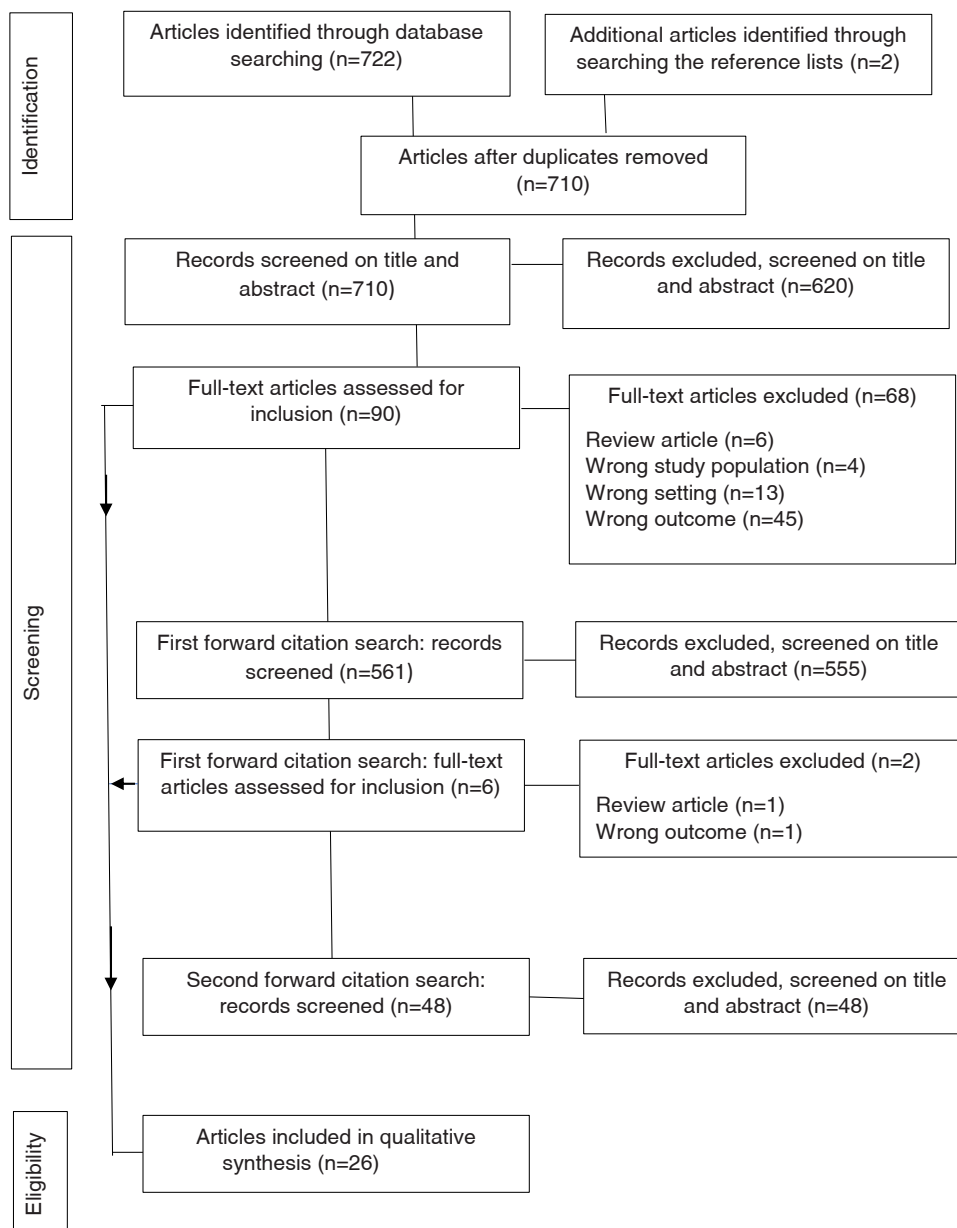 Identification
Articles identified through database
searching (n=722)
Additional articles identified through
searching the reference lists (n=2)
Articles after duplicates removed
(n=710)
Screening
Records screened on title and
abstract (n=710)
Records excluded, screened on title
and abstract (n=620)
Full-text articles assessed for
inclusion (n=90)
Full-text articles excluded (n=68)
Review article (n=6)
Wrong study population (n=4)
Wrong setting (n=13)
Wrong outcome (n=45)
First forward citation search: records
screened (n=561)
Records excluded, screened on title
and abstract (n=555)
First forward citation search: full-text
articles assessed for inclusion (n=6)
Full-text articles excluded (n=2)
Review article (n=1)
Wrong outcome (n=1)
Second forward citation search:
records screened (n=48)
Records excluded, screened on title
and abstract (n=48)
Eligibility
Articles included in qualitative
synthesis (n=26)